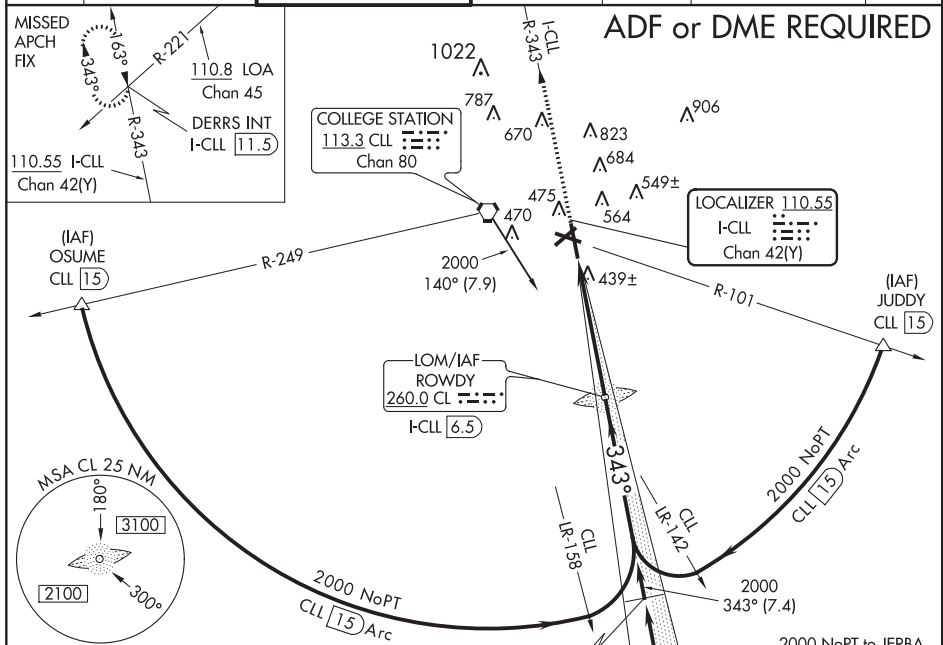 ADF or DME REQUIRED
MISSED
APCH
FIX
163°
343°
R-221
110.8 LOA
Chan 45
DERRS INT
I-CLL 11.5
R-343
110.55 I-CLL
Chan 42(Y)
I-CLL
R-343
1022
787
670
823
906
684
549±
475
564
470
439±
COLLEGE STATION
113.3 CLL
Chan 80
LOCALIZER 110.55
I-CLL
Chan 42(Y)
(IAF)
OSUME
CLL 15
R-249
2000
140° (7.9)
R-101
(IAF)
JUDDY
CLL 15
LOM/IAF
ROWDY
260.0 CL
I-CLL 6.5
343°
2000 NoPT
CLL 15 Arc
MSA CL 25 NM
180°
3100
2100
300°
2000 NoPT
CLL 15 Arc
CLL
LR-158
CLL
LR-142
2000
343° (7.4)
2000 NoPT to JERBA